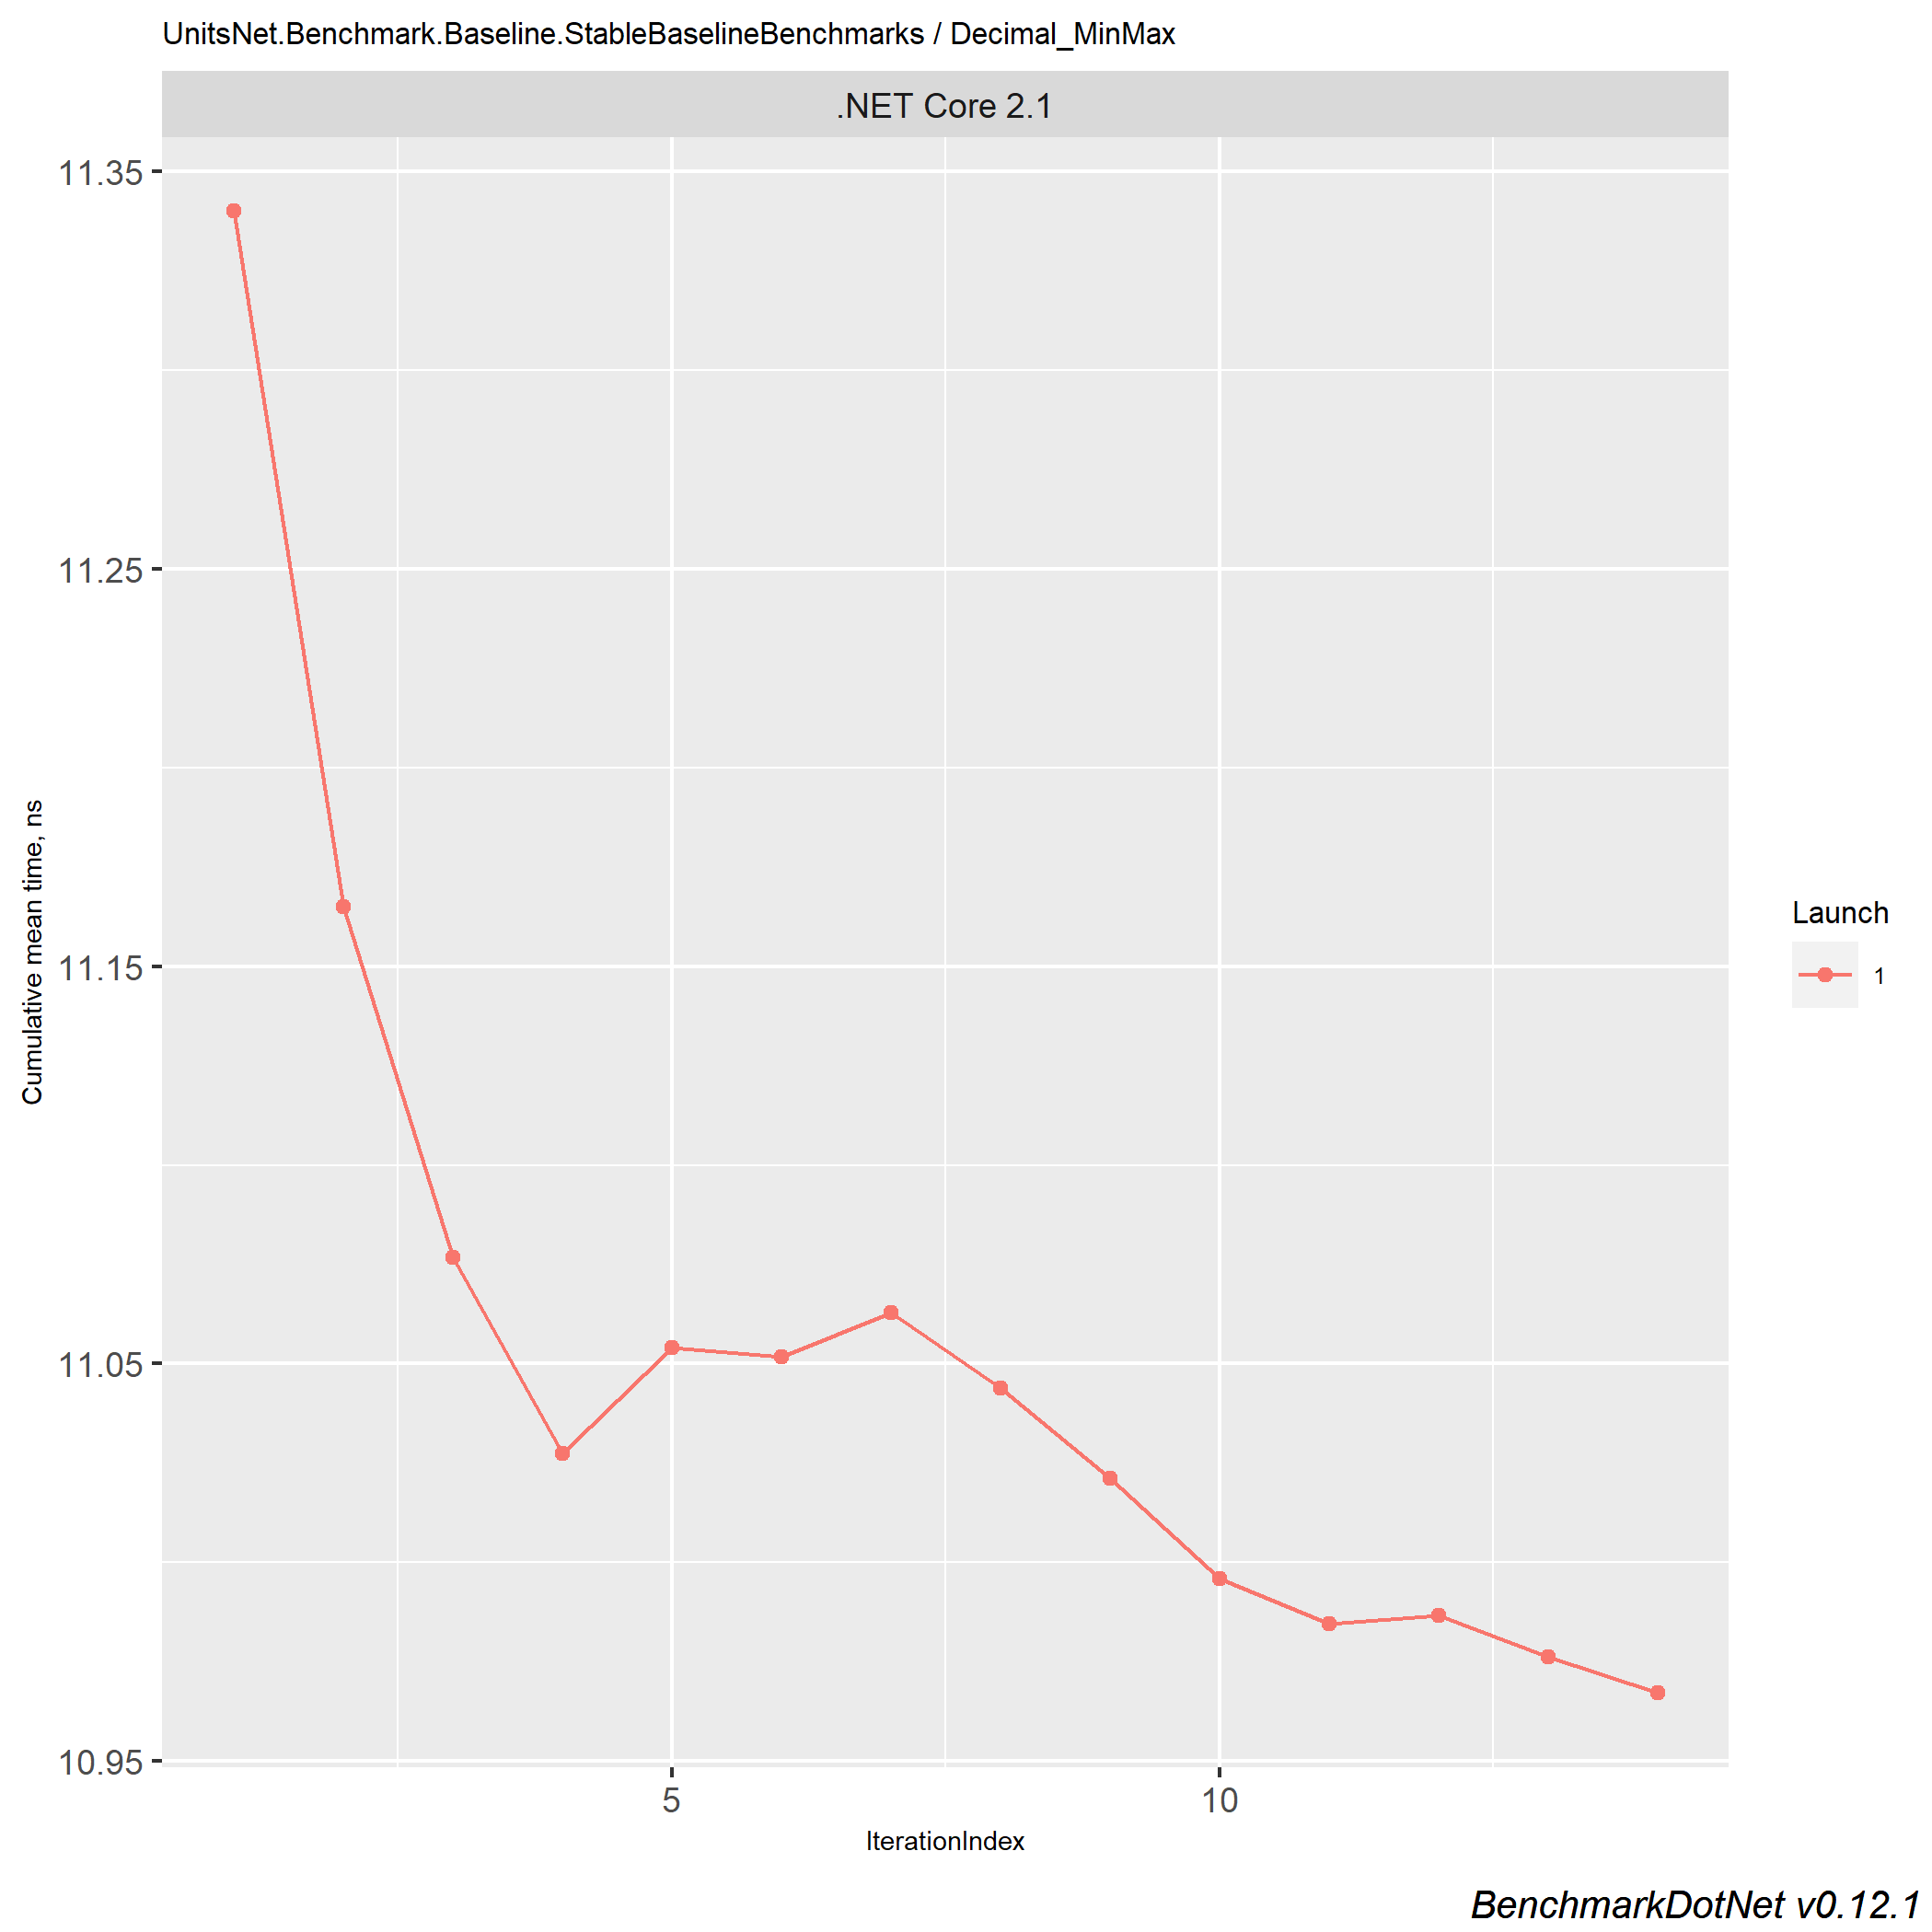 UnitsNet.Benchmark.Baseline.StableBaselineBenchmarks / Decimal_MinMax
.NET Core 2.1
11.35
11.25
11.15
11.05
10.95
Cumulative mean time, ns
5
10
IterationIndex
Launch
1
BenchmarkDotNet v0.12.1